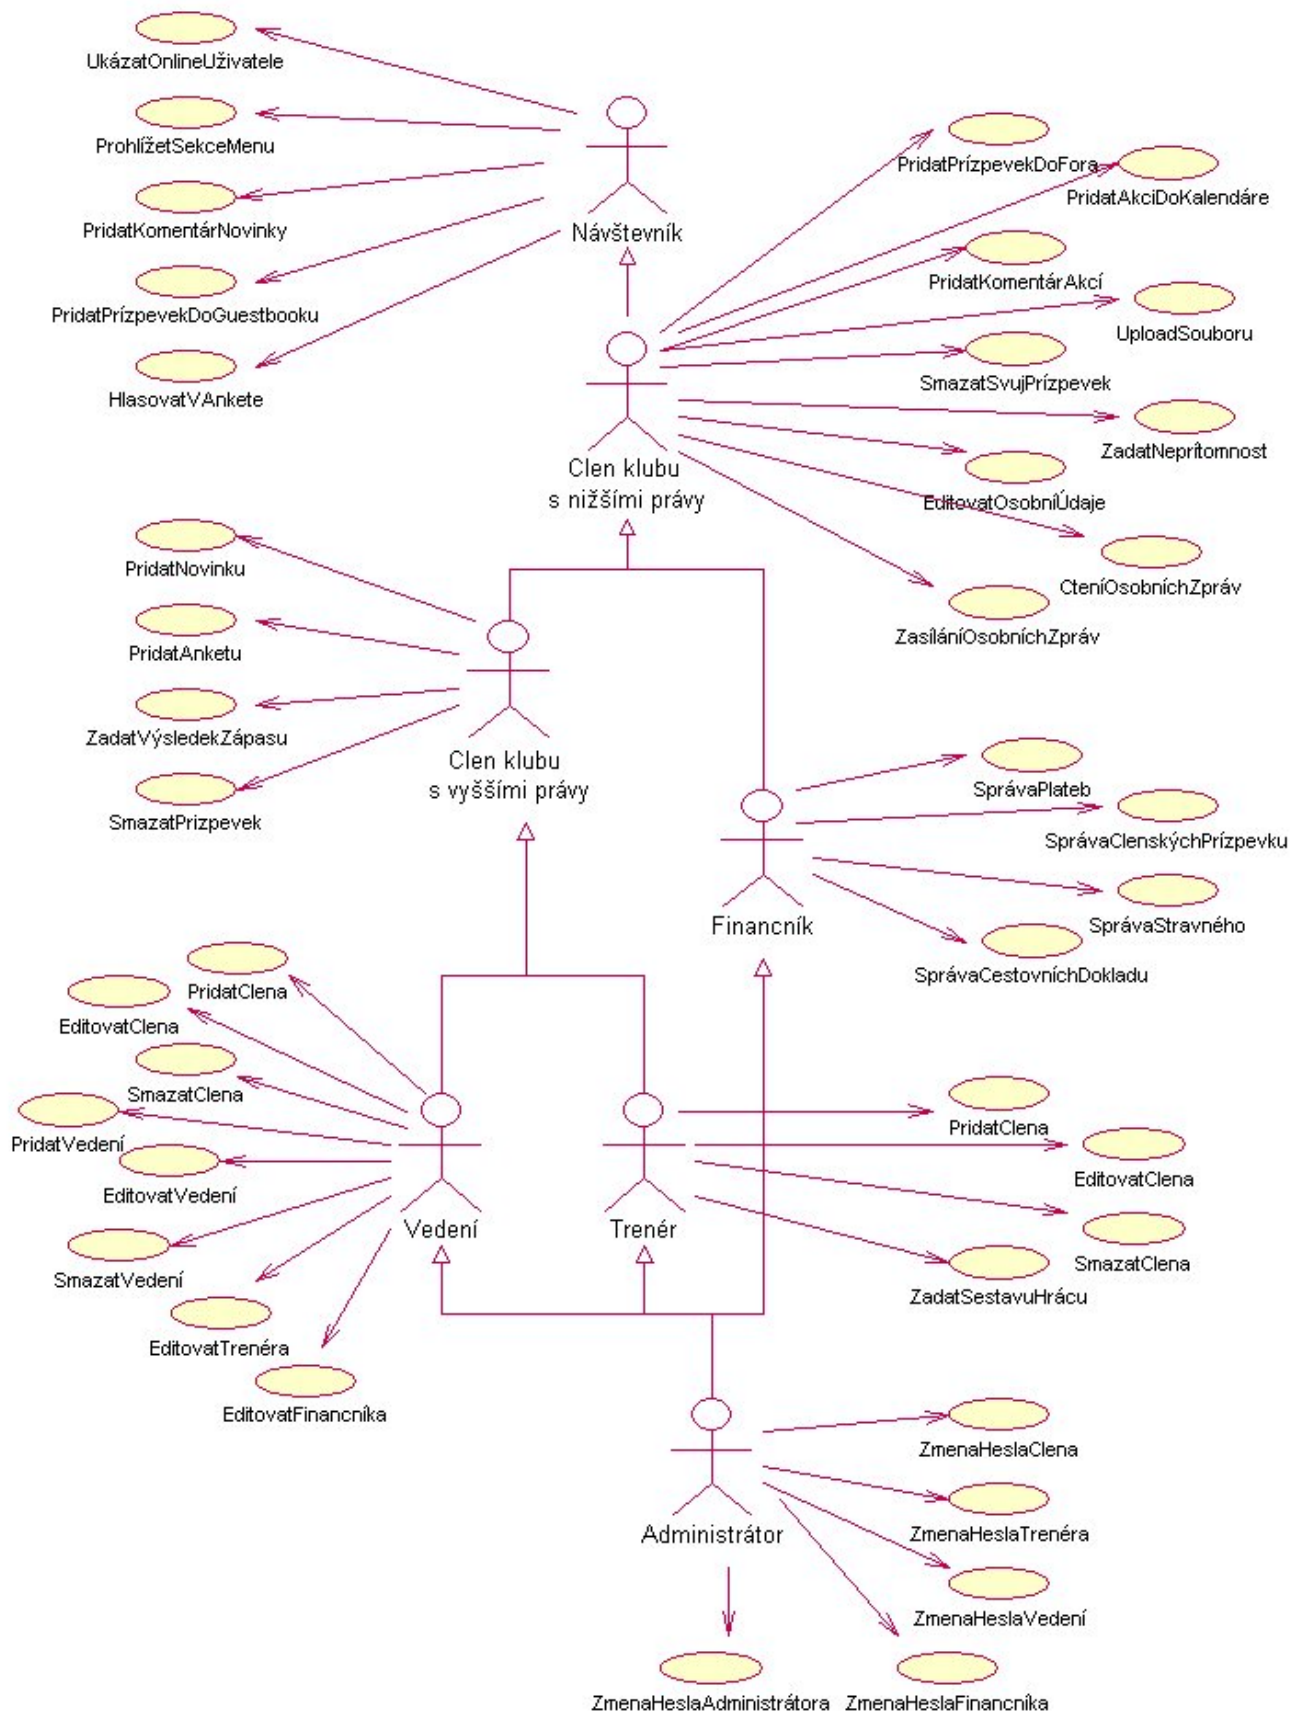 UkázatOnlineUživatele
ProhlížetSekceMenu
PridatKomentárNovinky
PridatPrízpevekDoGuestbooku
HlasovatVAnkete
Návštevník
PridatPrízpevekDoFora
PridatAkciDoKalendáre
PridatKomentárAkcí
UploadSouboru
SmazatSvujPrízpevek
ZadatNeprítomnost
EditovatOsobníÚdaje
CteníOsobníchZpráv
ZasíláníOsobníchZpráv
Clen klubu
s nižšími právy
PridatNovinku
PridatAnketu
ZadatVýsledekZápasu
SmazatPrizpevek
Clen klubu
s vyššími právy
SprávaPlateb
SprávaClenskýchPrízpevku
SprávaStravného
SprávaCestovníchDokladu
Financník
PridatClena
EditovatClena
SmazatClena
PridatVedení
EditovatVedení
SmazatVedení
EditovatTrenéra
EditovatFinancníka
Vedení
Trenér
PridatClena
EditovatClena
SmazatClena
ZadatSestavuHrácu
Administrátor
ZmenaHeslaClena
ZmenaHeslaTrenéra
ZmenaHeslaVedení
ZmenaHeslaAdministrátora
ZmenaHeslaFinancníka